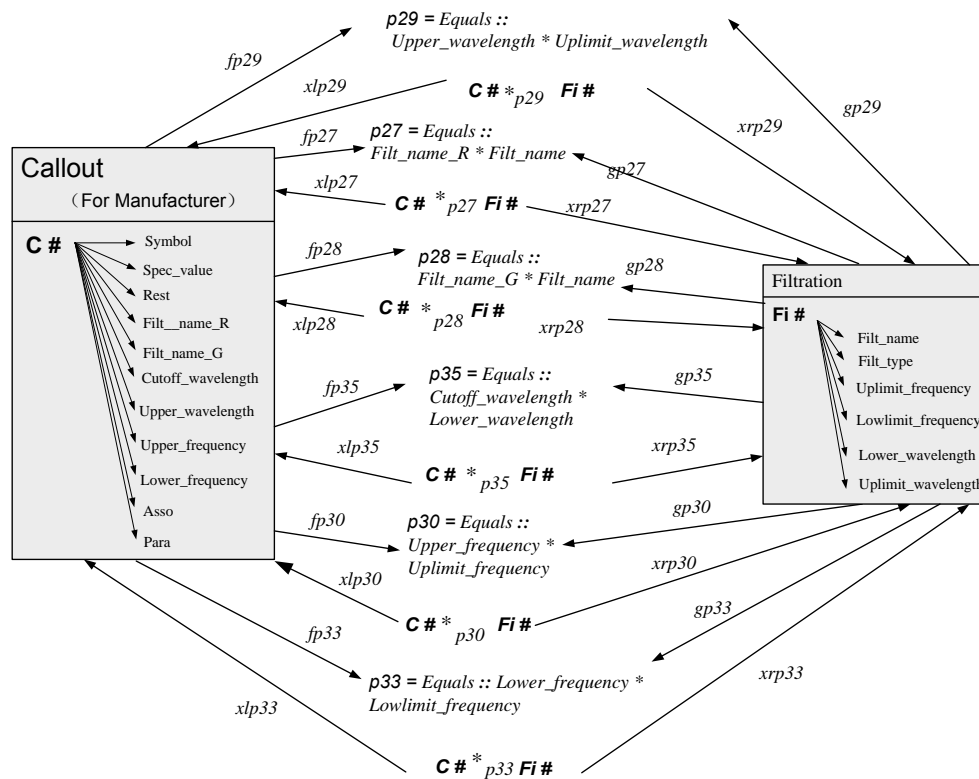 p29 = Equals ::
Upper_wavelength * Uplimit_wavelength
fp29
gp29
xlp29
C # *p29 Fi #
xrp29
fp27
p27 = Equals ::
Filt_name_R * Filt_name
gp27
xlp27
C # *p27 Fi #
xrp27
Callout
（For Manufacturer）
C #
Symbol
Spec_value
Rest
Filt__name_R
Filt_name_G
Cutoff_wavelength
Upper_wavelength
Upper_frequency
Lower_frequency
Asso
Para
fp28
p28 = Equals ::
Filt_name_G * Filt_name
gp28
xlp28
C # *p28 Fi #
xrp28
Filtration
Fi #
Filt_name
Filt_type
Uplimit_frequency
Lowlimit_frequency
Lower_wavelength
Uplimit_wavelength
fp35
p35 = Equals ::
Cutoff_wavelength *
Lower_wavelength
gp35
xlp35
C # *p35 Fi #
xrp35
fp30
p30 = Equals ::
Upper_frequency *
Uplimit_frequency
gp30
xlp30
C # *p30 Fi #
xrp30
fp33
p33 = Equals :: Lower_frequency *
Lowlimit_frequency
gp33
xlp33
C # *p33 Fi #
xrp33